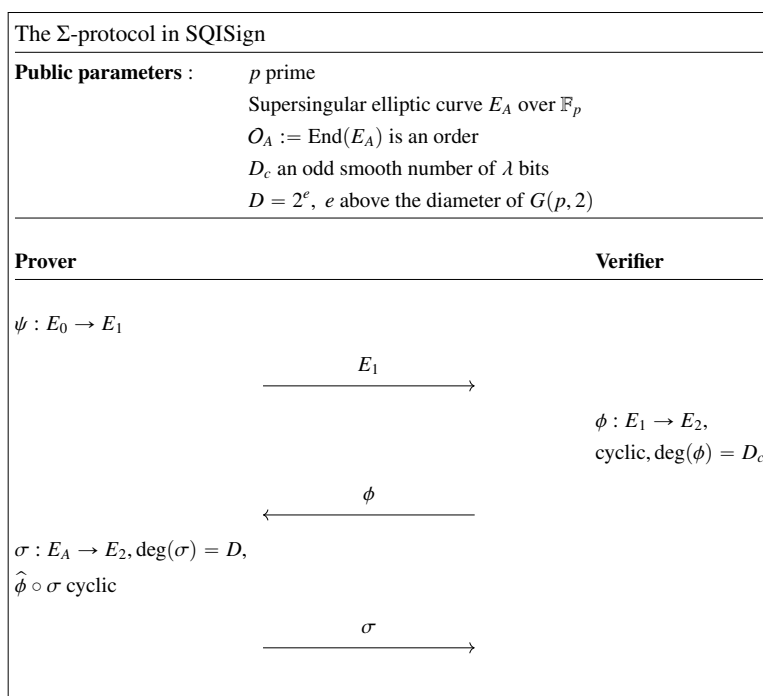 The Σ-protocol in SQISign
Public parameters : p prime
Supersingular elliptic curve E_A over 𝔽_p
O_A := End(E_A) is an order
D_c an odd smooth number of λ bits
D = 2^e, e above the diameter of G(p, 2)
Prover Verifier
ψ : E_0 → E_1
E_1
ϕ : E_1 → E_2,
cyclic, deg(ϕ) = D_c
ϕ
σ : E_A → E_2, deg(σ) = D,
ϕ̂ ∘ σ cyclic
σ